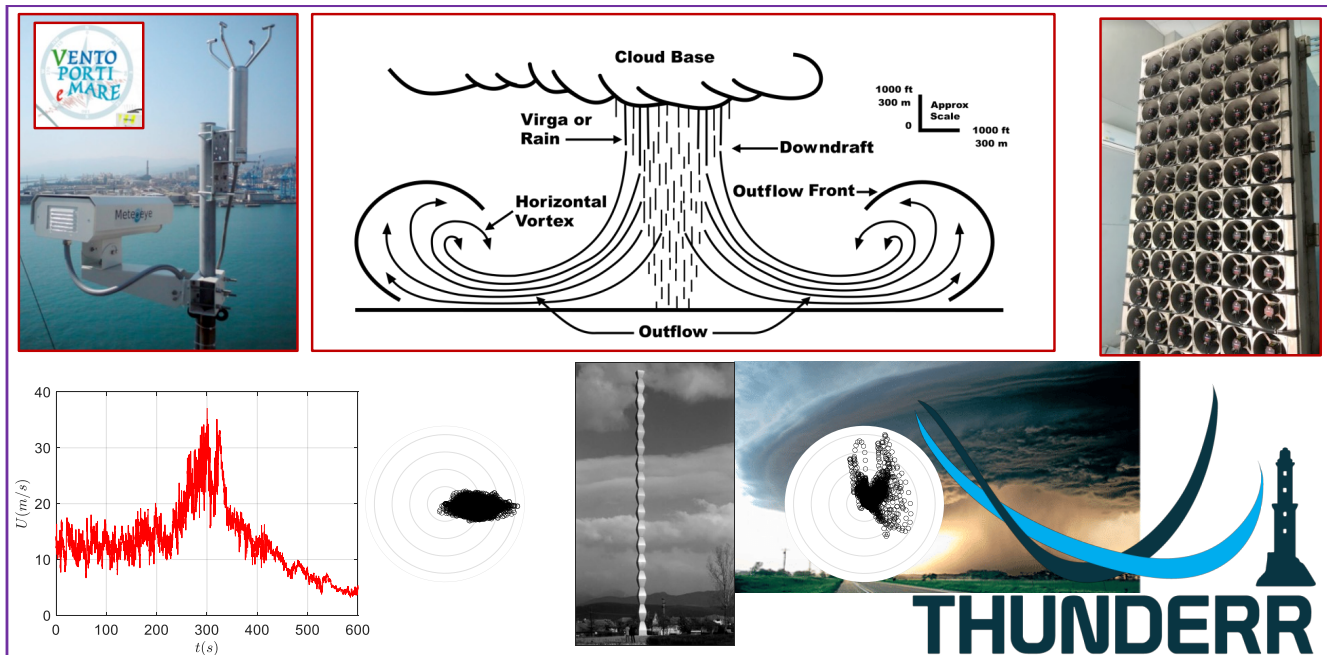 VENTO
PORTI
e MARE
Meteoeye
Cloud Base
Virga or
Rain
Downdraft
Outflow Front
Horizontal
Vortex
Outflow
1000 ft
300 m
Approx
Scale
0
1000 ft
300 m
U(m/s)
40
30
20
10
0
0 100 200 300 400 500 600
t(s)
THUNDERR